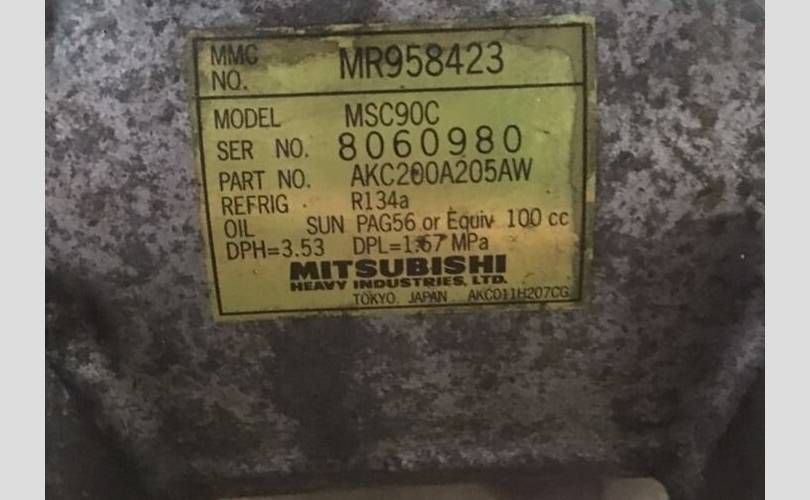 MMC
NO. MR958423
MODEL MSC90C
SER NO. 8060980
PART NO. AKC200A205AW
REFRIG R134a
OIL SUN PAG56 or Equiv 100 cc
DPH=3.53 DPL=1.67 MPa
MITSUBISHI
HEAVY INDUSTRIES, LTD.
TOKYO. JAPAN AKC011H207CG